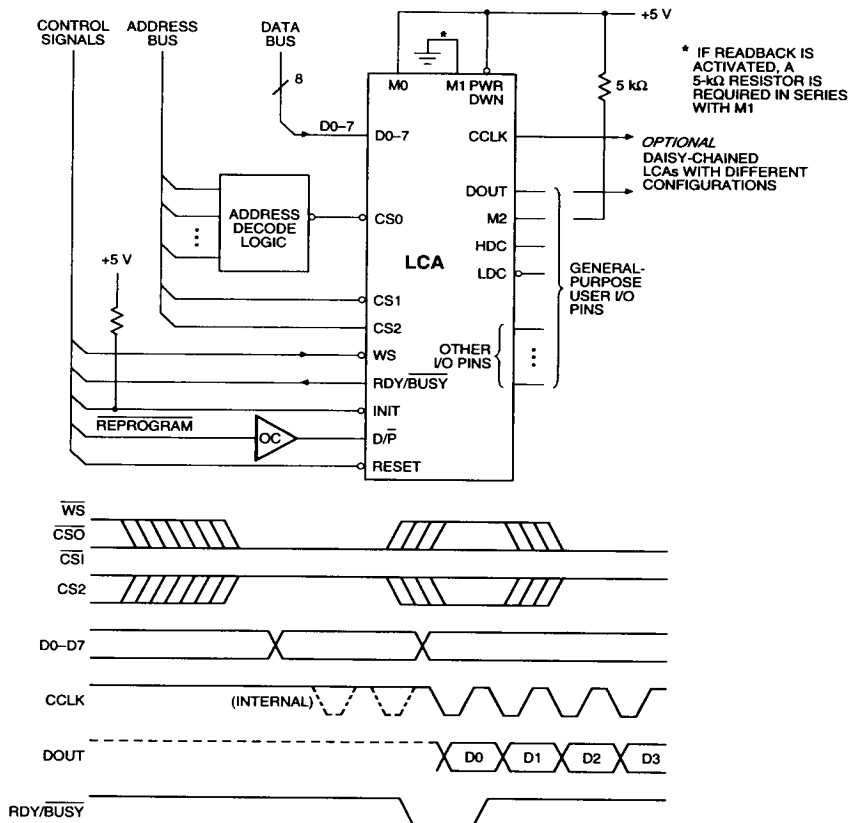 CONTROL SIGNALS
ADDRESS BUS
DATA BUS
+5 V
8
*
M0
M1
PWR DWN
5 kΩ
* IF READBACK IS
ACTIVATED, A
5-kΩ RESISTOR IS
REQUIRED IN SERIES
WITH M1
D0–7
D0–7
CCLK
OPTIONAL
DAISY-CHAINED
LCAs WITH DIFFERENT
CONFIGURATIONS
ADDRESS
DECODE
LOGIC
CS0
DOUT
M2
HDC
LDC
LCA
GENERAL-
PURPOSE
USER I/O
PINS
+5 V
CS1
CS2
WS
OTHER
I/O PINS
RDY/BUSY
INIT
REPROGRAM
OC
D/P
RESET
WS
CSO
CSI
CS2
D0–D7
CCLK
(INTERNAL)
DOUT
D0
D1
D2
D3
RDY/BUSY